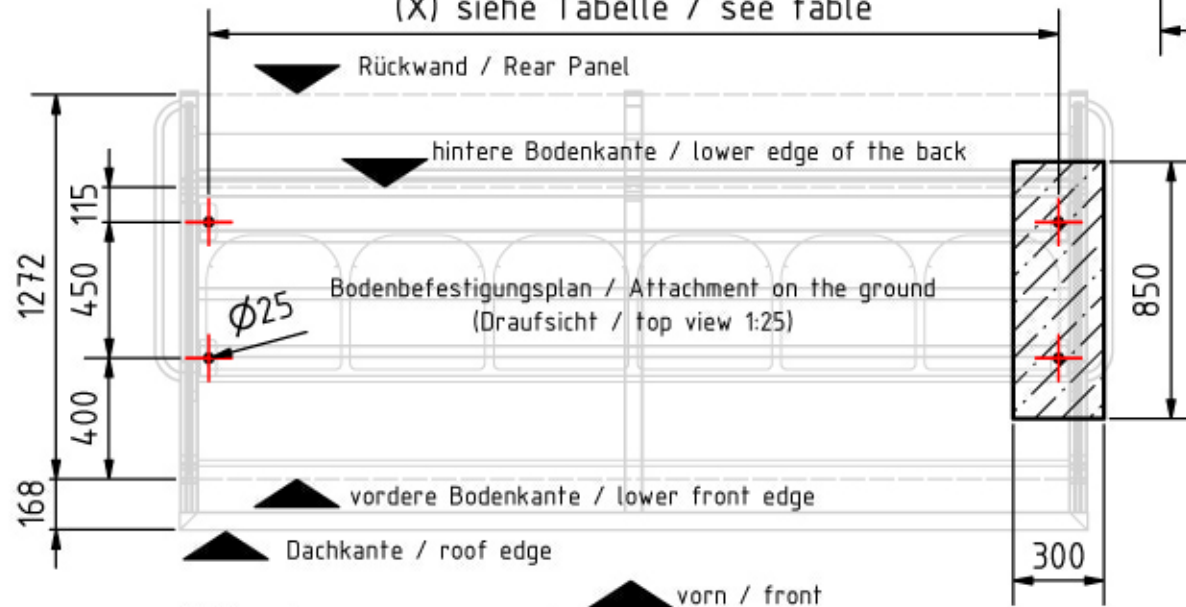 (X) siehe Tabelle / see table
Rückwand / Rear Panel
hintere Bodenkante / lower edge of the back
115
1272
450
850
Bodenbefestigungsplan / Attachment on the ground
(Draufsicht / top view 1:25)
Ø25
400
168
vordere Bodenkante / lower front edge
Dachkante / roof edge
300
vorn / front